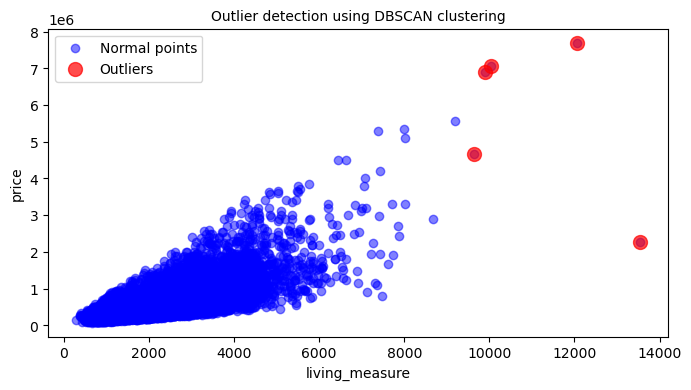 Outlier detection using DBSCAN clustering
1e6
8
7
6
5
4
3
2
1
0
price
Normal points
Outliers
0 2000 4000 6000 8000 10000 12000 14000
living_measure